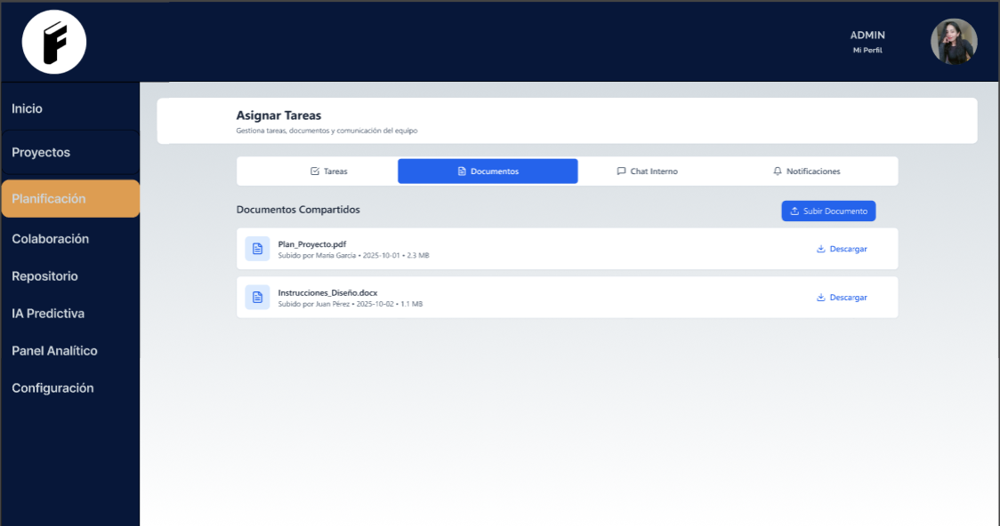 ADMIN
Mi Perfil
Inicio
Proyectos
Planificación
Colaboración
Repositorio
IA Predictiva
Panel Analítico
Configuración
Asignar Tareas
Gestiona tareas, documentos y comunicación del equipo
Tareas
Documentos
Chat Interno
Notificaciones
Documentos Compartidos
Subir Documento
Plan_Proyecto.pdf
Subido por María García • 2025-10-01 • 2.3 MB
Descargar
Instrucciones_Diseño.docx
Subido por Juan Pérez • 2025-10-02 • 1.1 MB
Descargar